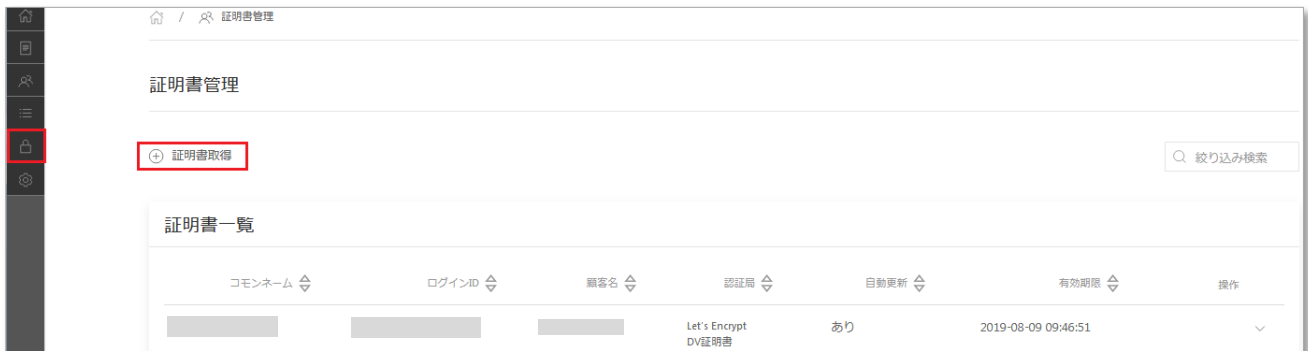 / 証明書管理
証明書管理
証明書取得
絞り込み検索
証明書一覧
コモンネーム ログインID 顧客名 認証局 自動更新 有効期限 操作
Let's Encrypt あり 2019-08-09 09:46:51
DV証明書